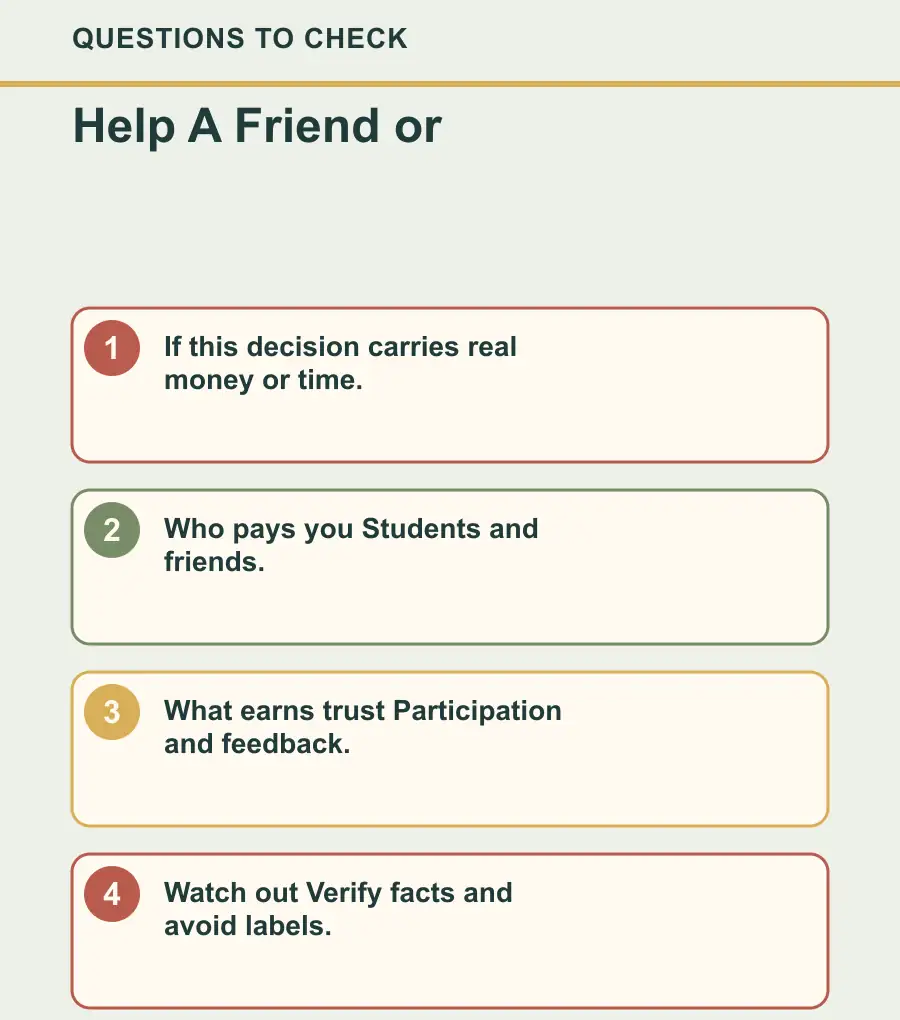 QUESTIONS TO CHECK
Help A Friend or
1
If this decision carries real
money or time.
2
Who pays you Students and
friends.
3
What earns trust Participation
and feedback.
4
Watch out Verify facts and
avoid labels.